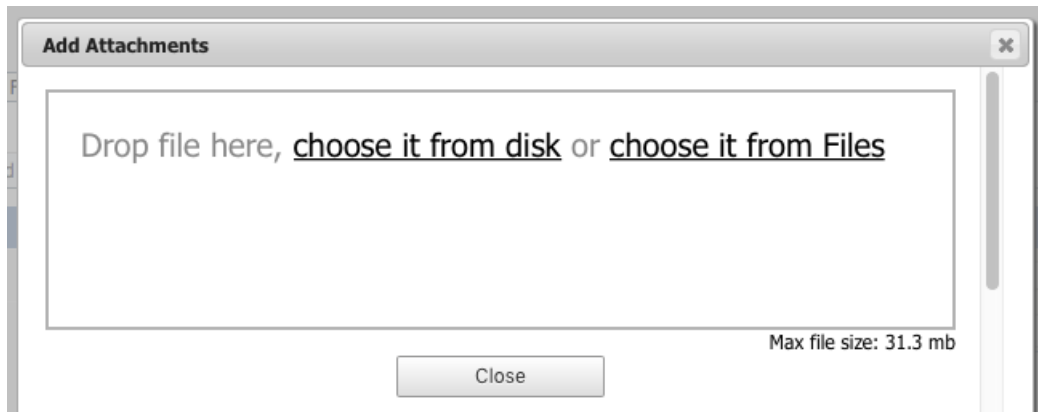 Add Attachments
Drop file here, choose it from disk or choose it from Files
Max file size: 31.3 mb
Close